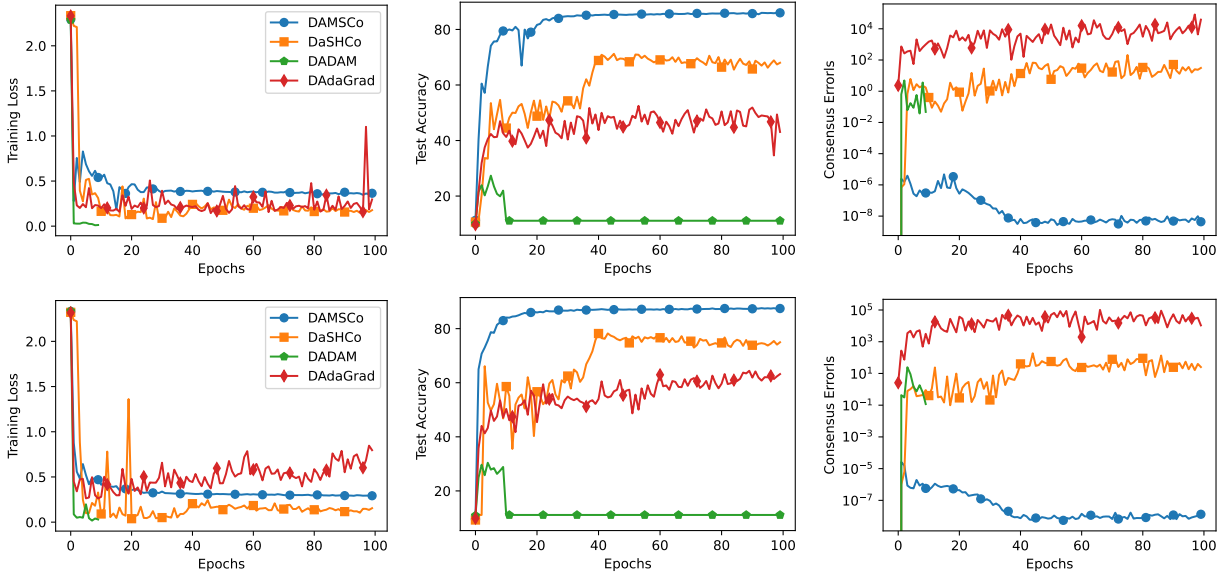 2.0
1.5
1.0
0.5
0.0
Training Loss
0 20 40 60 80 100
Epochs
DAMSCo
DaSHCo
DADAM
DAdaGrad
80
60
40
20
Test Accuracy
0 20 40 60 80 100
Epochs
10^4
10^2
10^0
10^−2
10^−4
10^−6
10^−8
Consensus Errorls
0 20 40 60 80 100
Epochs
2.0
1.5
1.0
0.5
0.0
Training Loss
0 20 40 60 80 100
Epochs
DAMSCo
DaSHCo
DADAM
DAdaGrad
80
60
40
20
Test Accuracy
0 20 40 60 80 100
Epochs
10^5
10^3
10^1
10^−1
10^−3
10^−5
10^−7
Consensus Errorls
0 20 40 60 80 100
Epochs